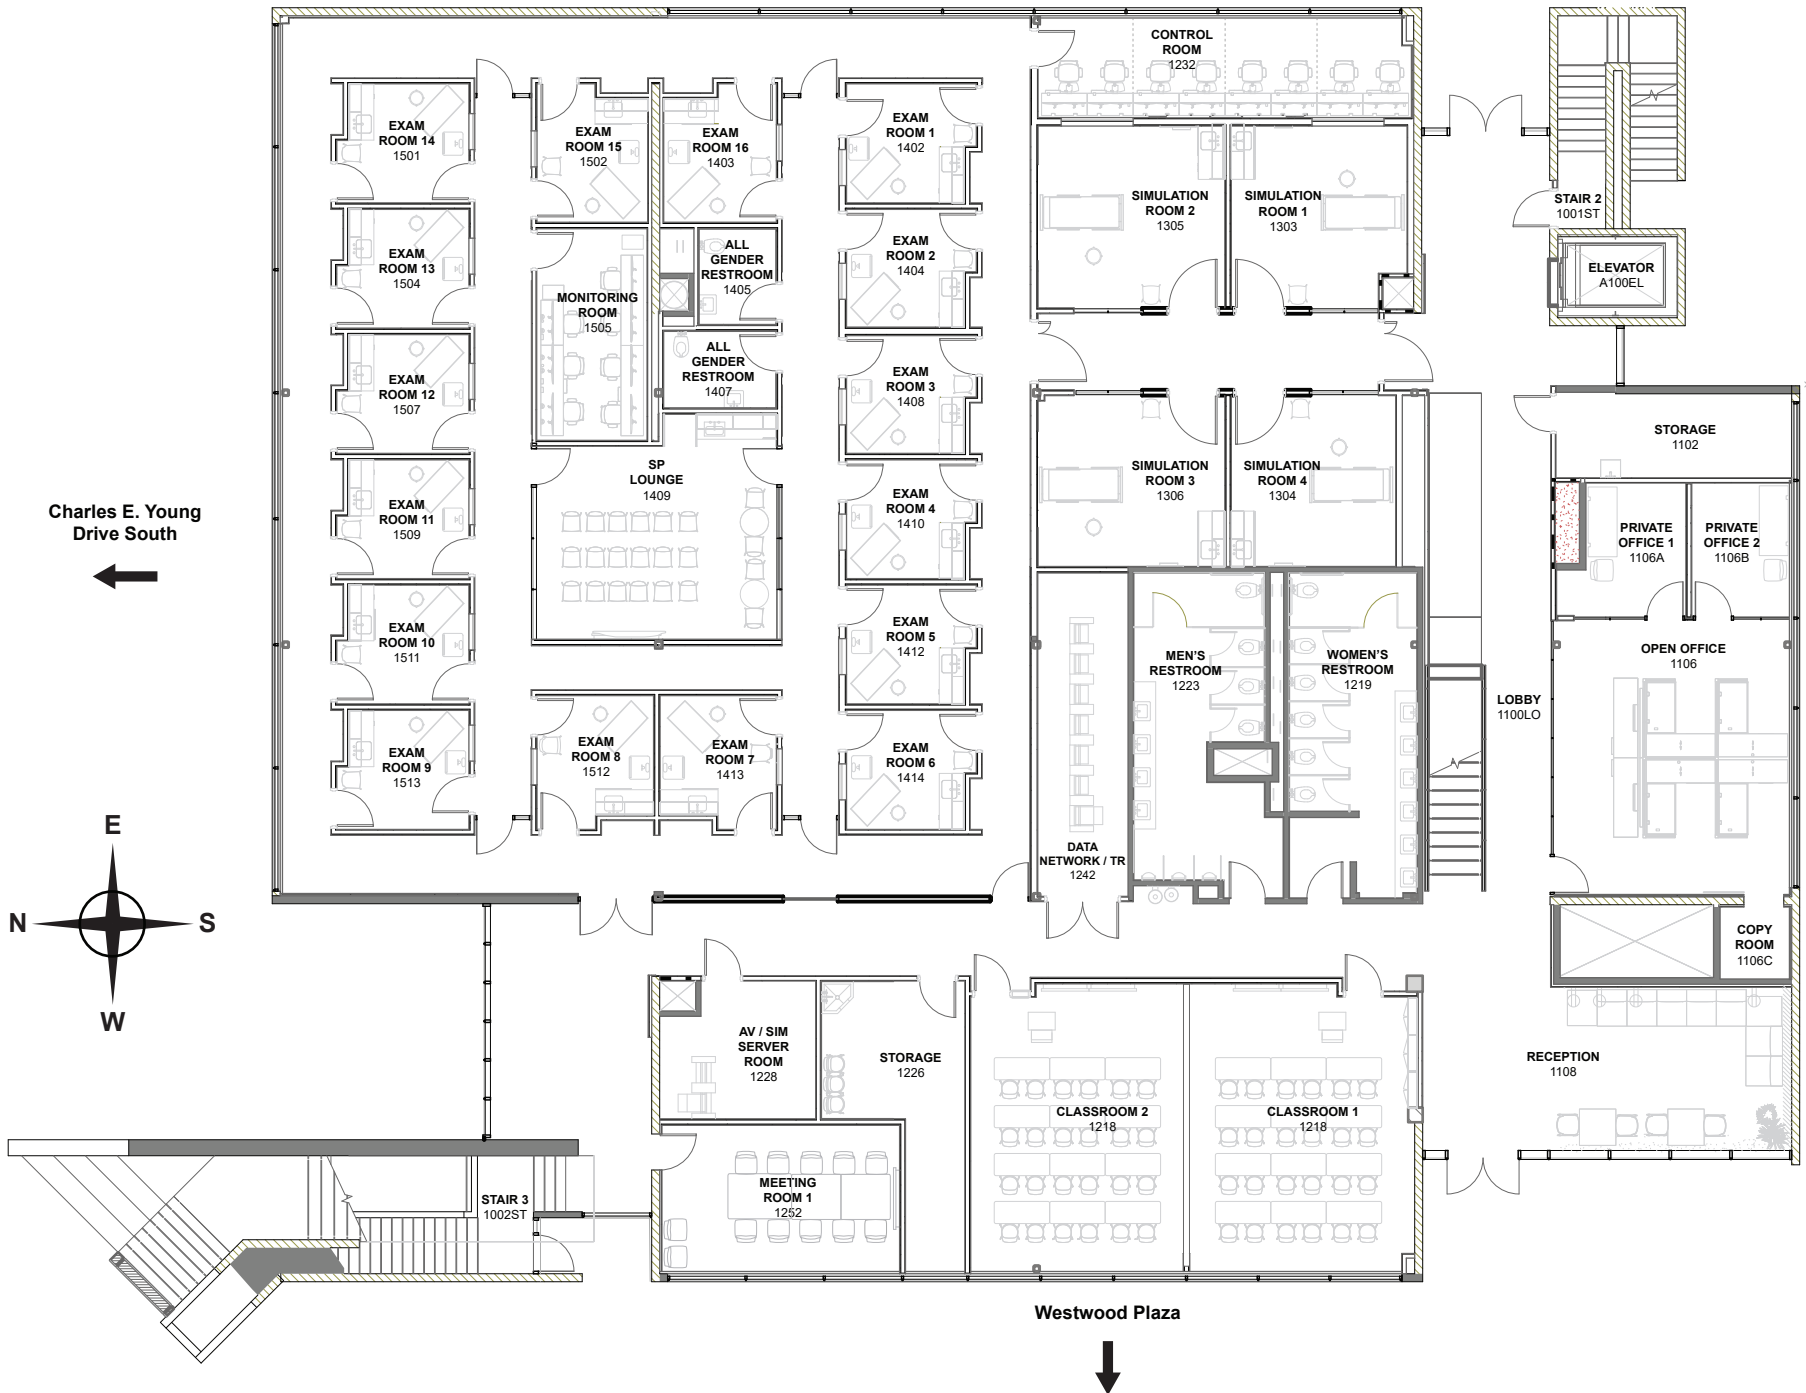 CONTROL
ROOM
1232
EXAM
ROOM 14
1501
EXAM
ROOM 15
1502
EXAM
ROOM 16
1403
EXAM
ROOM 1
1402
SIMULATION
ROOM 2
1305
SIMULATION
ROOM 1
1303
STAIR 2
1001ST
EXAM
ROOM 13
1504
ALL
GENDER
RESTROOM
1405
EXAM
ROOM 2
1404
ELEVATOR
A100EL
MONITORING
ROOM
1505
ALL
GENDER
RESTROOM
1407
EXAM
ROOM 12
1507
EXAM
ROOM 3
1408
STORAGE
1102
SP
LOUNGE
1409
SIMULATION
ROOM 3
1306
SIMULATION
ROOM 4
1304
Charles E. Young
Drive South
EXAM
ROOM 11
1509
EXAM
ROOM 4
1410
PRIVATE
OFFICE 1
1106A
PRIVATE
OFFICE 2
1106B
EXAM
ROOM 10
1511
EXAM
ROOM 5
1412
MEN'S
RESTROOM
1223
WOMEN'S
RESTROOM
1219
OPEN OFFICE
1106
LOBBY
1100LO
EXAM
ROOM 9
1513
EXAM
ROOM 8
1512
EXAM
ROOM 7
1413
EXAM
ROOM 6
1414
DATA
NETWORK / TR
1242
E
N
S
W
COPY
ROOM
1106C
AV / SIM
SERVER
ROOM
1228
STORAGE
1226
RECEPTION
1108
CLASSROOM 2
1218
CLASSROOM 1
1218
STAIR 3
1002ST
MEETING
ROOM 1
1252
Westwood Plaza